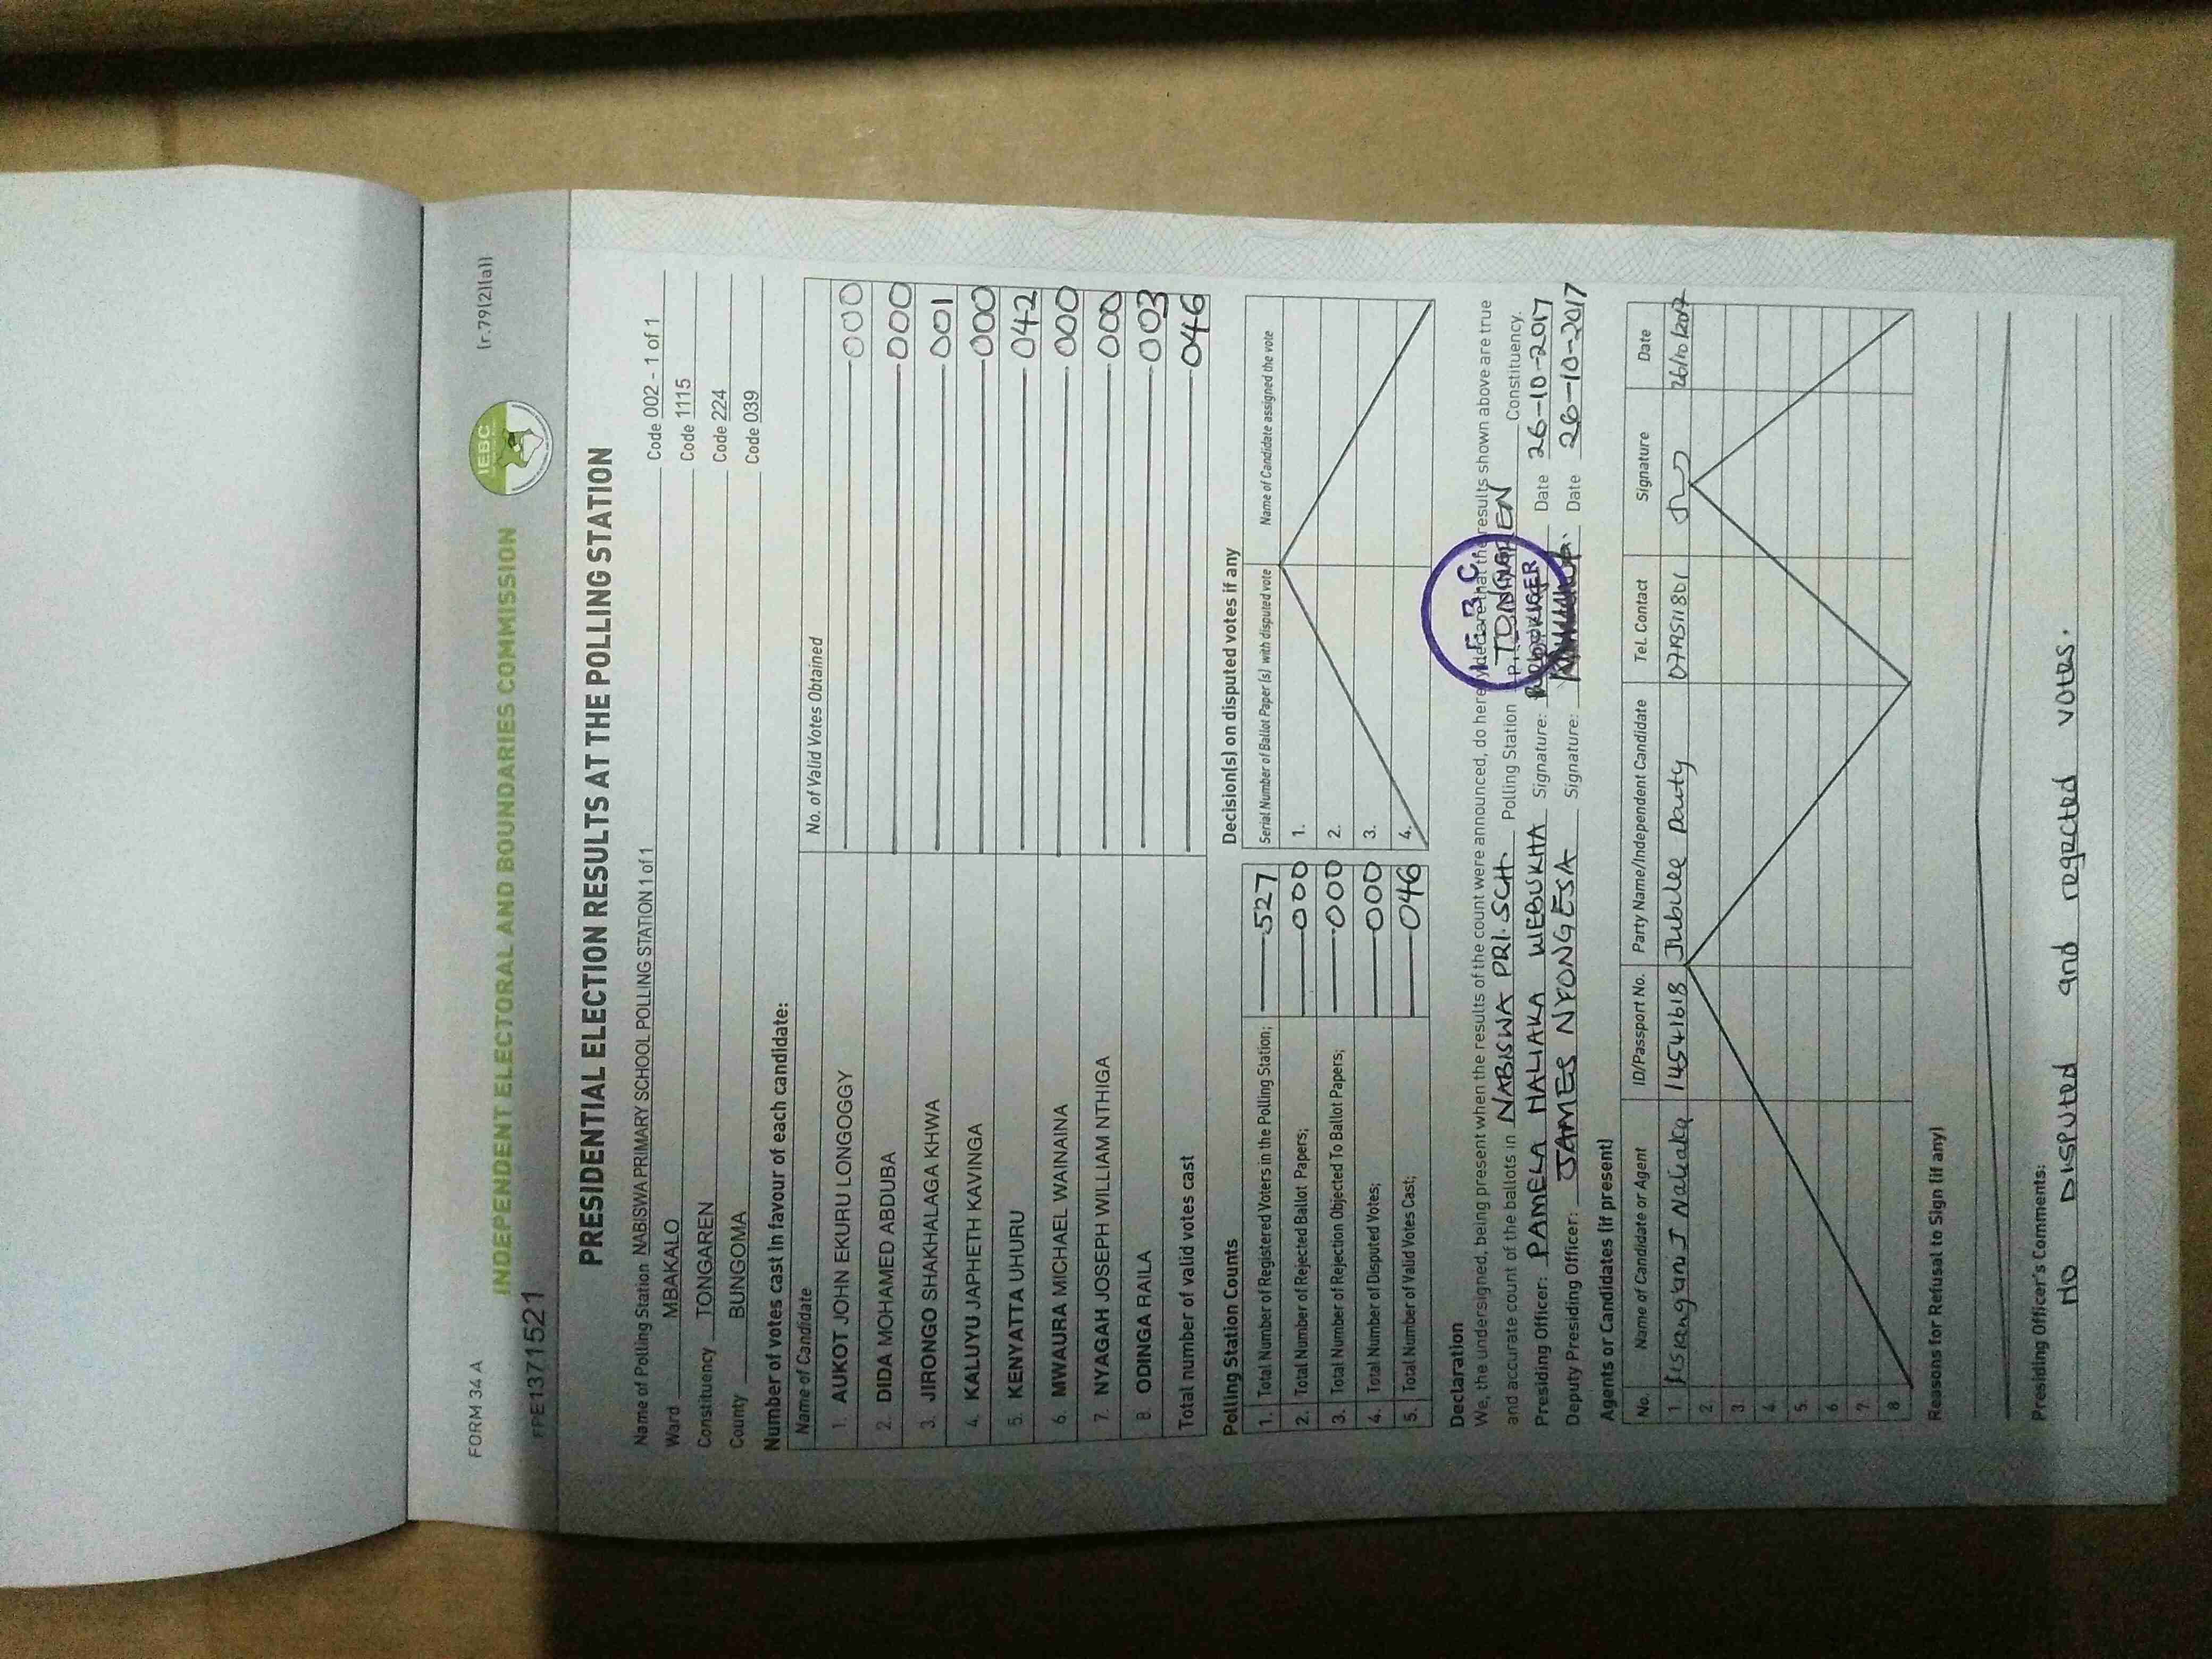 FORM 34 A
(r.79(2)(a))
INDEPENDENT ELECTORAL AND BOUNDARIES COMMISSION
IEBC
FPE1371521
PRESIDENTIAL ELECTION RESULTS AT THE POLLING STATION
Name of Polling Station NABISWA PRIMARY SCHOOL POLLING STATION 1 of 1 Code 002 - 1 of 1
Ward MBAKALO Code 1115
Constituency TONGAREN Code 224
County BUNGOMA Code 039
Number of votes cast in favour of each candidate:
Name of Candidate No. of Valid Votes Obtained
1. AUKOT JOHN EKURU LONGOGGY 000
2. DIDA MOHAMED ABDUBA 000
3. JIRONGO SHAKHALAGA KHWA 001
4. KALUYU JAPHETH KAVINGA 000
5. KENYATTA UHURU 042
6. MWAURA MICHAEL WAINAINA 000
7. NYAGAH JOSEPH WILLIAM NTHIGA 000
8. ODINGA RAILA 003
Total number of valid votes cast 046
Polling Station Counts
1. Total Number of Registered Voters in the Polling Station; 527
2. Total Number of Rejected Ballot Papers; 000
3. Total Number of Rejection Objected To Ballot Papers; 000
4. Total Number of Disputed Votes; 000
5. Total Number of Valid Votes Cast; 046
Decision(s) on disputed votes if any
Serial Number of Ballot Paper (s) with disputed vote Name of Candidate assigned the vote
1.
2.
3.
4.
Declaration
We, the undersigned, being present when the results of the count were announced, do hereby declare that the results shown above are true
and accurate count of the ballots in NABISWA PRI. SCH. Polling Station TONGAREN Constituency.
Presiding Officer: PAMELA NALIAKA WEBUKHA Signature: Date 26-10-2017
Deputy Presiding Officer: JAMES NYONGESA Signature: Date 26-10-2017
I.E.B.C.
Agents or Candidates (if present)
No. Name of Candidate or Agent ID/Passport No. Party Name/Independent Candidate Tel. Contact Signature Date
1. Naliaka 14541618 Jubilee Party 0719511801 26/10/2017
2.
3.
4.
5.
6.
7.
8.
Reasons for Refusal to Sign (if any)
Presiding Officer's Comments:
No DISPUTED and regected votes.